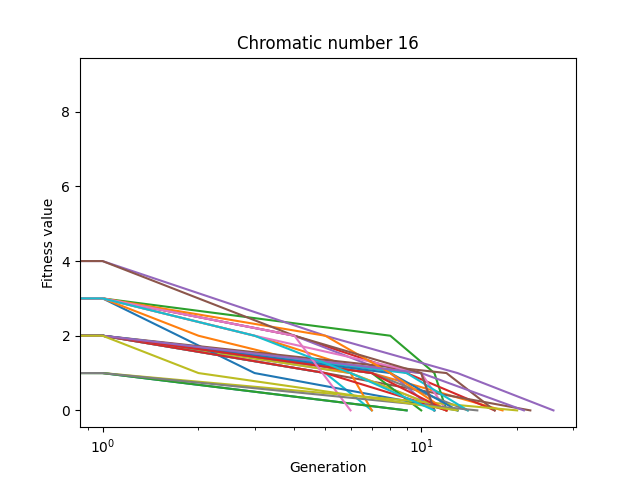 Chromatic number 16
Fitness value
8
6
4
2
0
10⁰
10¹
Generation